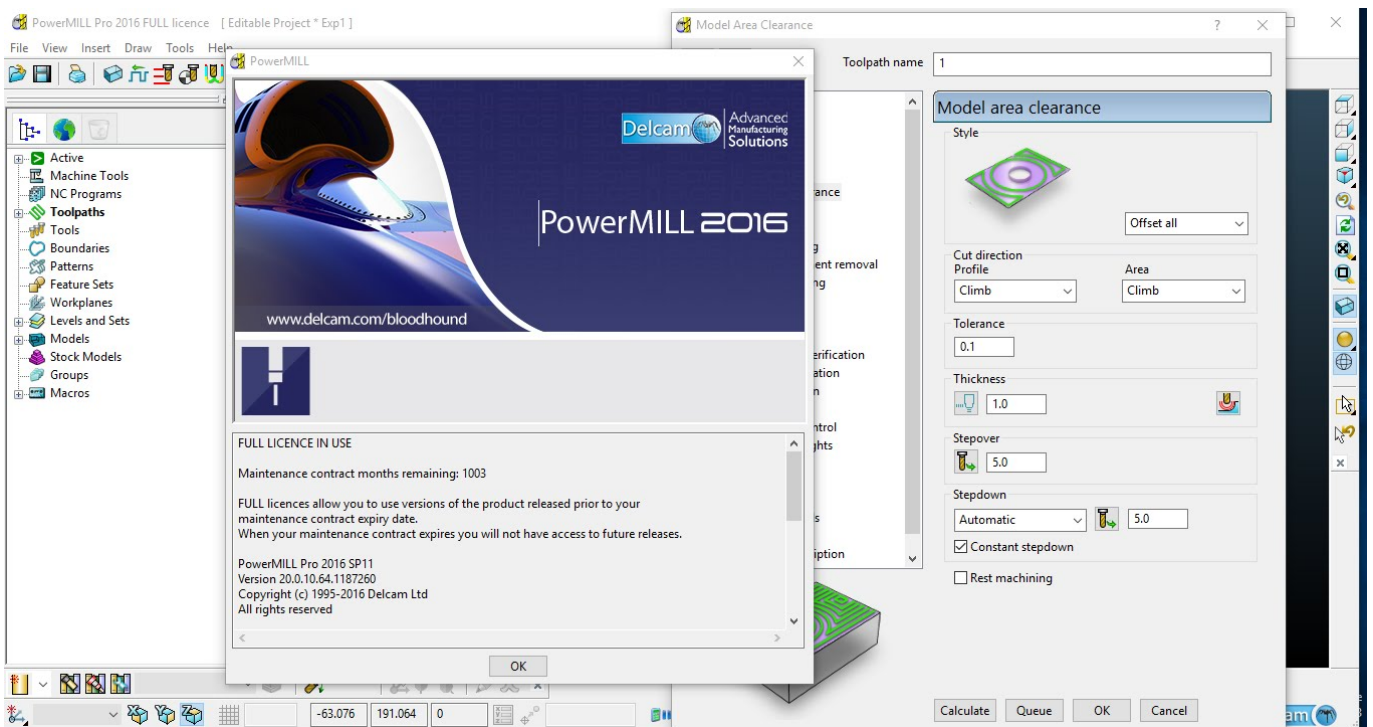 PowerMILL Pro 2016 FULL licence [ Editable Project * Exp1 ]
File View Insert Draw Tools Help
Active
Machine Tools
NC Programs
Toolpaths
Tools
Boundaries
Patterns
Feature Sets
Workplanes
Levels and Sets
Models
Stock Models
Groups
Macros
-63.076 191.064 0
PowerMILL
Delcam Advanced
Manufacturing
Solutions
PowerMILL 2016
www.delcam.com/bloodhound
FULL LICENCE IN USE
Maintenance contract months remaining: 1003
FULL licences allow you to use versions of the product released prior to your
maintenance contract expiry date.
When your maintenance contract expires you will not have access to future releases.
PowerMILL Pro 2016 SP11
Version 20.0.10.64.1187260
Copyright (c) 1995-2016 Delcam Ltd
All rights reserved
OK
Model Area Clearance
Toolpath name 1
Model area clearance
Style
Offset all
Cut direction
Profile Area
Climb Climb
Tolerance
0.1
Thickness
1.0
Stepover
5.0
Stepdown
Automatic 5.0
Constant stepdown
Rest machining
Calculate Queue OK Cancel